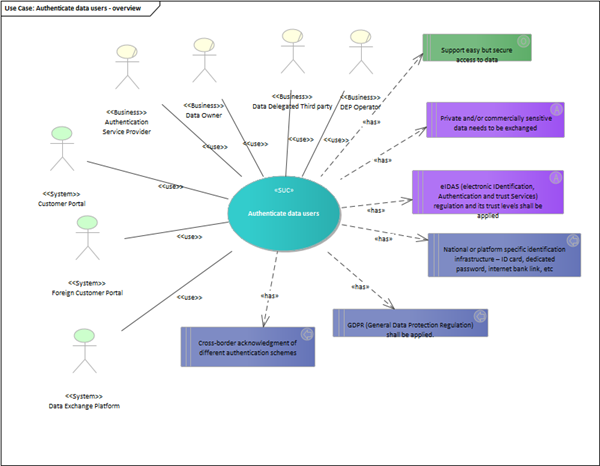 Use Case: Authenticate data users - overview
Support easy but secure
access to data
<<Business>>
Authentication
Service Provider
<<Business>>
Data Owner
<<Business>>
Data Delegated Third party
<<Business>>
DEP Operator
<<use>>
<<use>>
<<use>>
<<use>>
«has»
Private and/or commercially sensitive
data needs to be exchanged
«has»
<<System>>
Customer Portal
<<use>>
«SUC»
Authenticate data users
eIDAS (electronic IDentification,
Authentication and trust Services)
regulation and its trust levels shall be
applied
«has»
<<System>>
Foreign Customer Portal
<<use>>
National or platform specific identification
infrastructure – ID card, dedicated
password, internet bank link, etc
«has»
<<use>>
«has»
«has»
GDPR (General Data Protection Regulation)
shall be applied.
Cross-border acknowledgment of
different authentication schemes
<<System>>
Data Exchange Platform